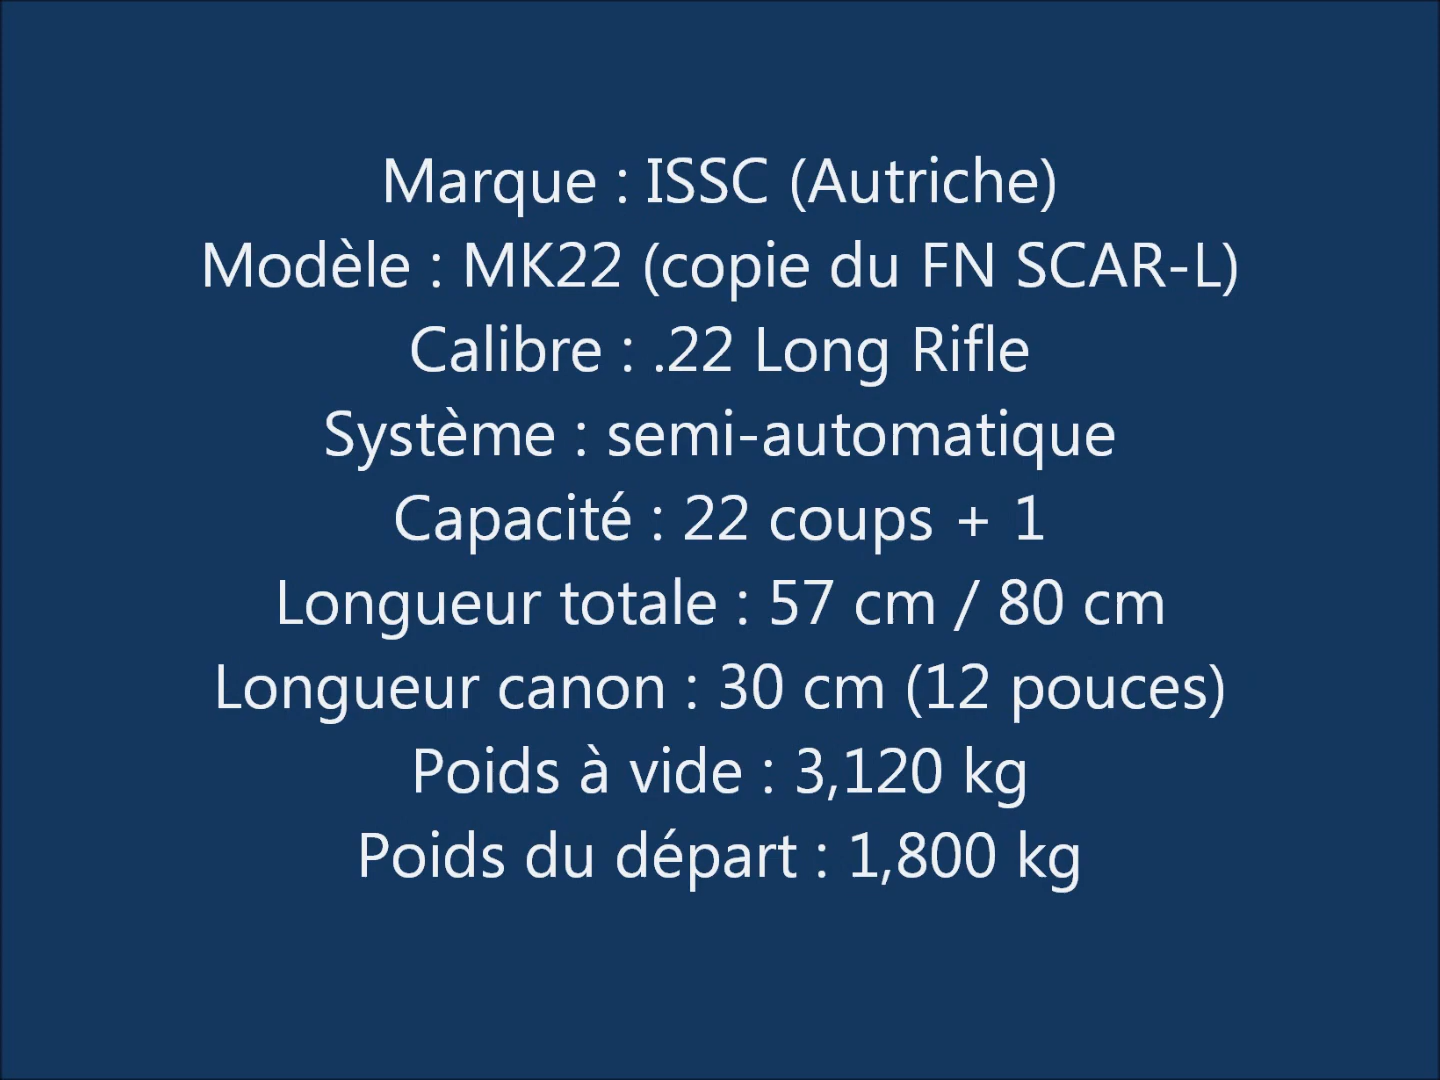 Marque : ISSC (Autriche)
Modèle : MK22 (copie du FN SCAR-L)
Calibre : .22 Long Rifle
Système : semi-automatique
Capacité : 22 coups + 1
Longueur totale : 57 cm / 80 cm
Longueur canon : 30 cm (12 pouces)
Poids à vide : 3,120 kg
Poids du départ : 1,800 kg